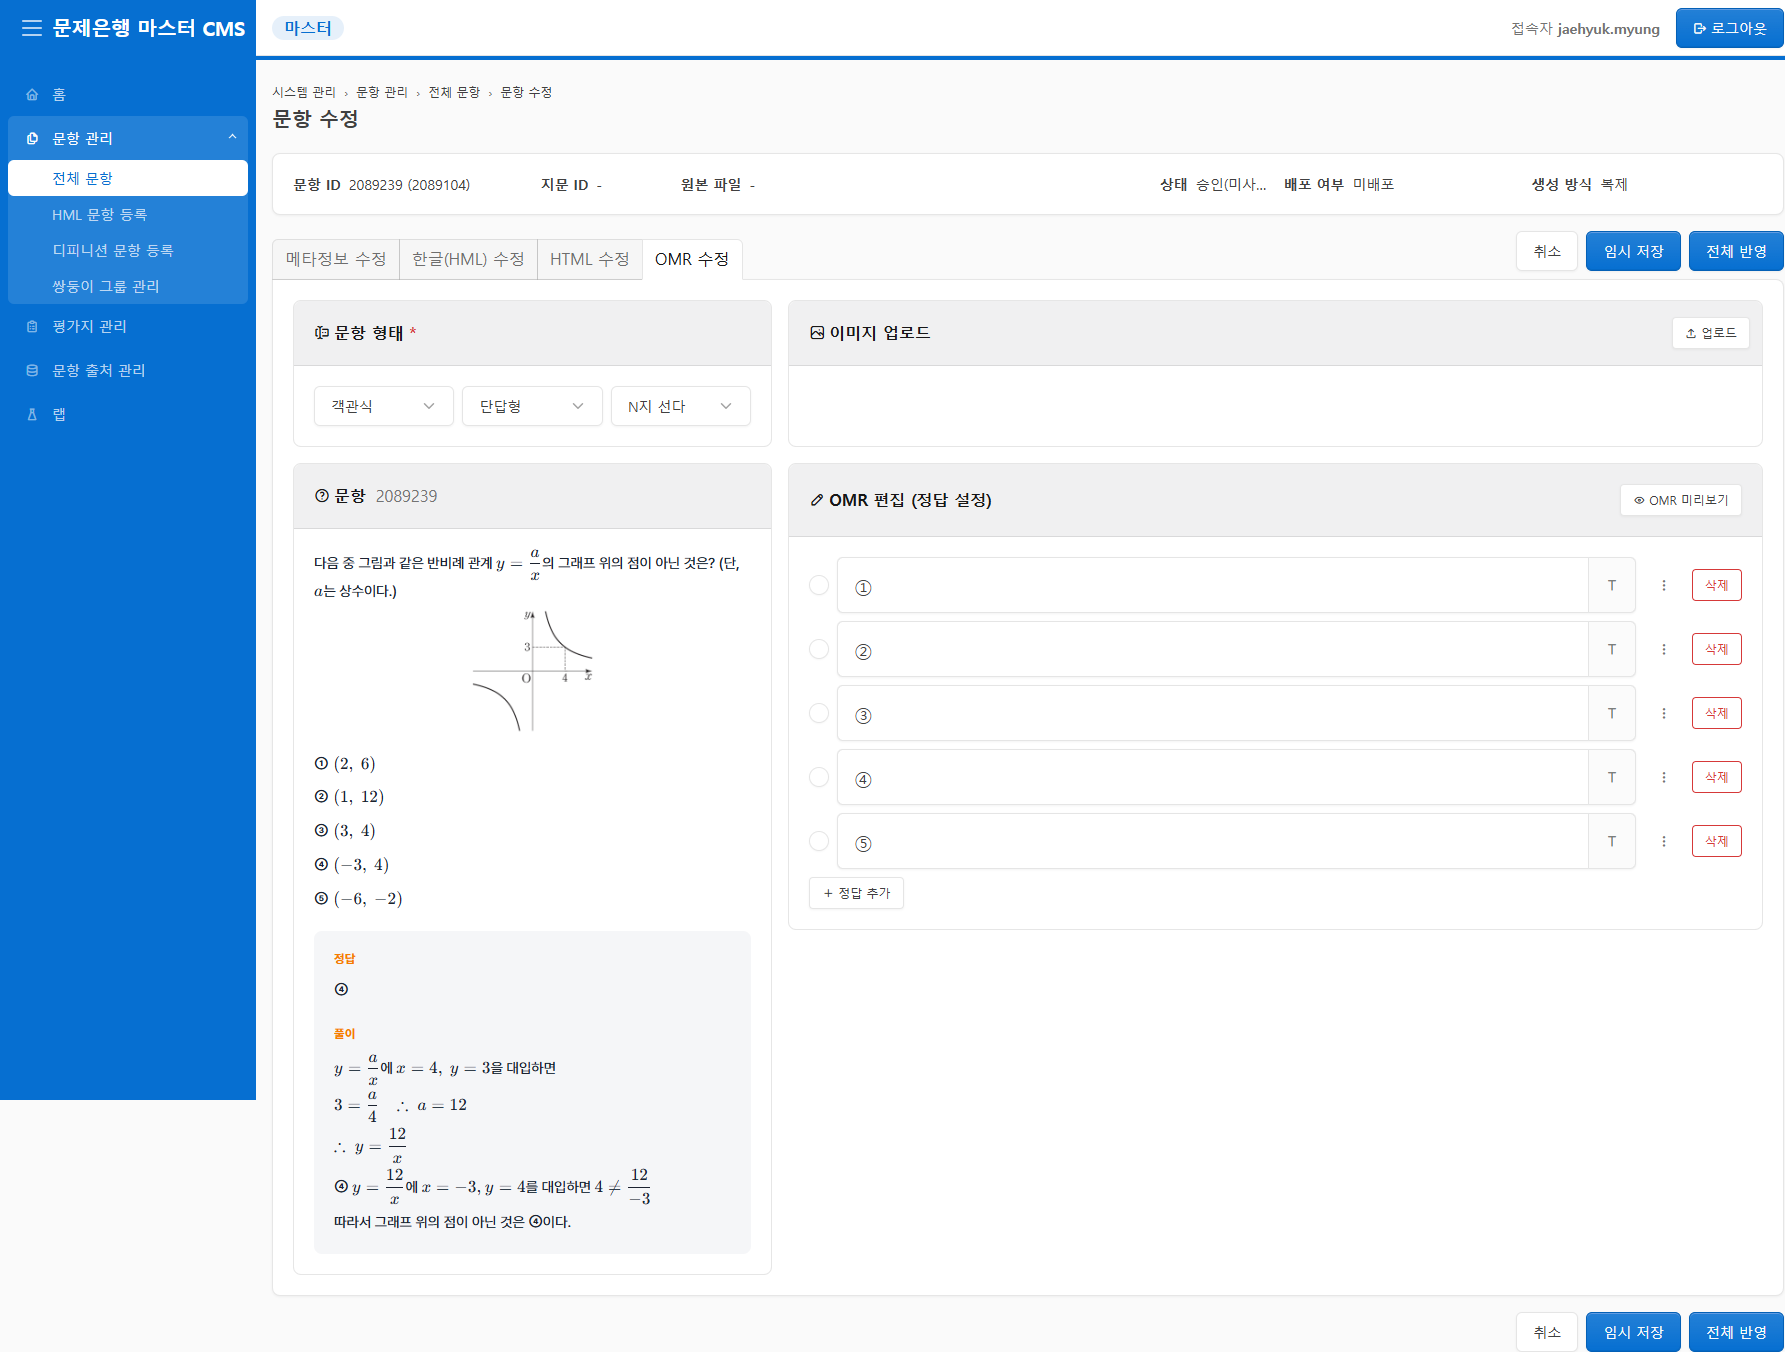 문제은행 마스터 CMS
마스터
접속자 jaehyuk.myung
로그아웃
홈
문항 관리
전체 문항
HML 문항 등록
디피니션 문항 등록
쌍둥이 그룹 관리
평가지 관리
문항 출처 관리
랩
시스템 관리 › 문항 관리 › 전체 문항 › 문항 수정
문항 수정
문항 ID 2089239 (2089104) 지문 ID - 원본 파일 - 상태 승인(미사... 배포 여부 미배포 생성 방식 복제
메타정보 수정 한글(HML) 수정 HTML 수정 OMR 수정
취소 임시 저장 전체 반영
문항 형태 *
객관식 단답형 N지 선다
이미지 업로드
업로드
문항 2089239
다음 중 그림과 같은 반비례 관계 y = a/x의 그래프 위의 점이 아닌 것은? (단,
a는 상수이다.)
y
3
O 4 x
① (2, 6)
② (1, 12)
③ (3, 4)
④ (−3, 4)
⑤ (−6, −2)
정답
④
풀이
y = a/x에 x = 4, y = 3을 대입하면
3 = a/4 ∴ a = 12
∴ y = 12/x
④ y = 12/x에 x = −3, y = 4를 대입하면 4 ≠ 12/−3
따라서 그래프 위의 점이 아닌 것은 ④이다.
OMR 편집 (정답 설정)
OMR 미리보기
① T 삭제
② T 삭제
③ T 삭제
④ T 삭제
⑤ T 삭제
+ 정답 추가
취소 임시 저장 전체 반영